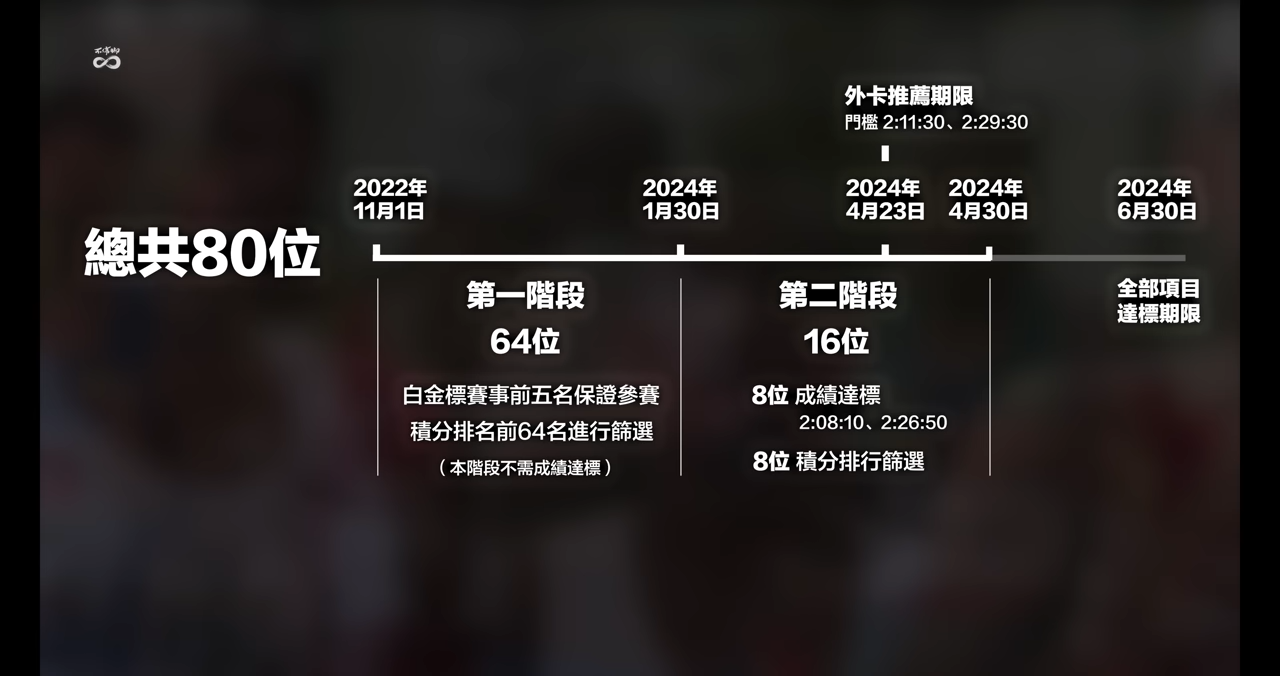 外卡推薦期限
門檻 2:11:30、2:29:30
2022年
11月1日
2024年
1月30日
2024年
4月23日
2024年
4月30日
2024年
6月30日
總共80位
第一階段
64位
白金標賽事前五名保證參賽
積分排名前64名進行篩選
（本階段不需成績達標）
第二階段
16位
8位 成績達標
2:08:10、2:26:50
8位 積分排行篩選
全部項目
達標期限